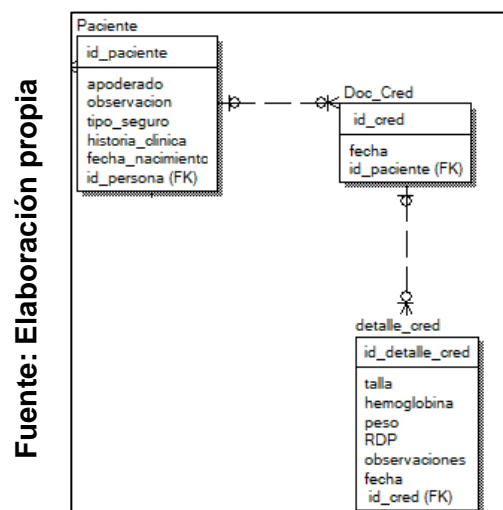 Fuente: Elaboración propia
Paciente
id_paciente
apoderado
observacion
tipo_seguro
historia_clinica
fecha_nacimiento
id_persona (FK)
Doc_Cred
id_cred
fecha
id_paciente (FK)
detalle_cred
id_detalle_cred
talla
hemoglobina
peso
RDP
observaciones
fecha
id_cred (FK)